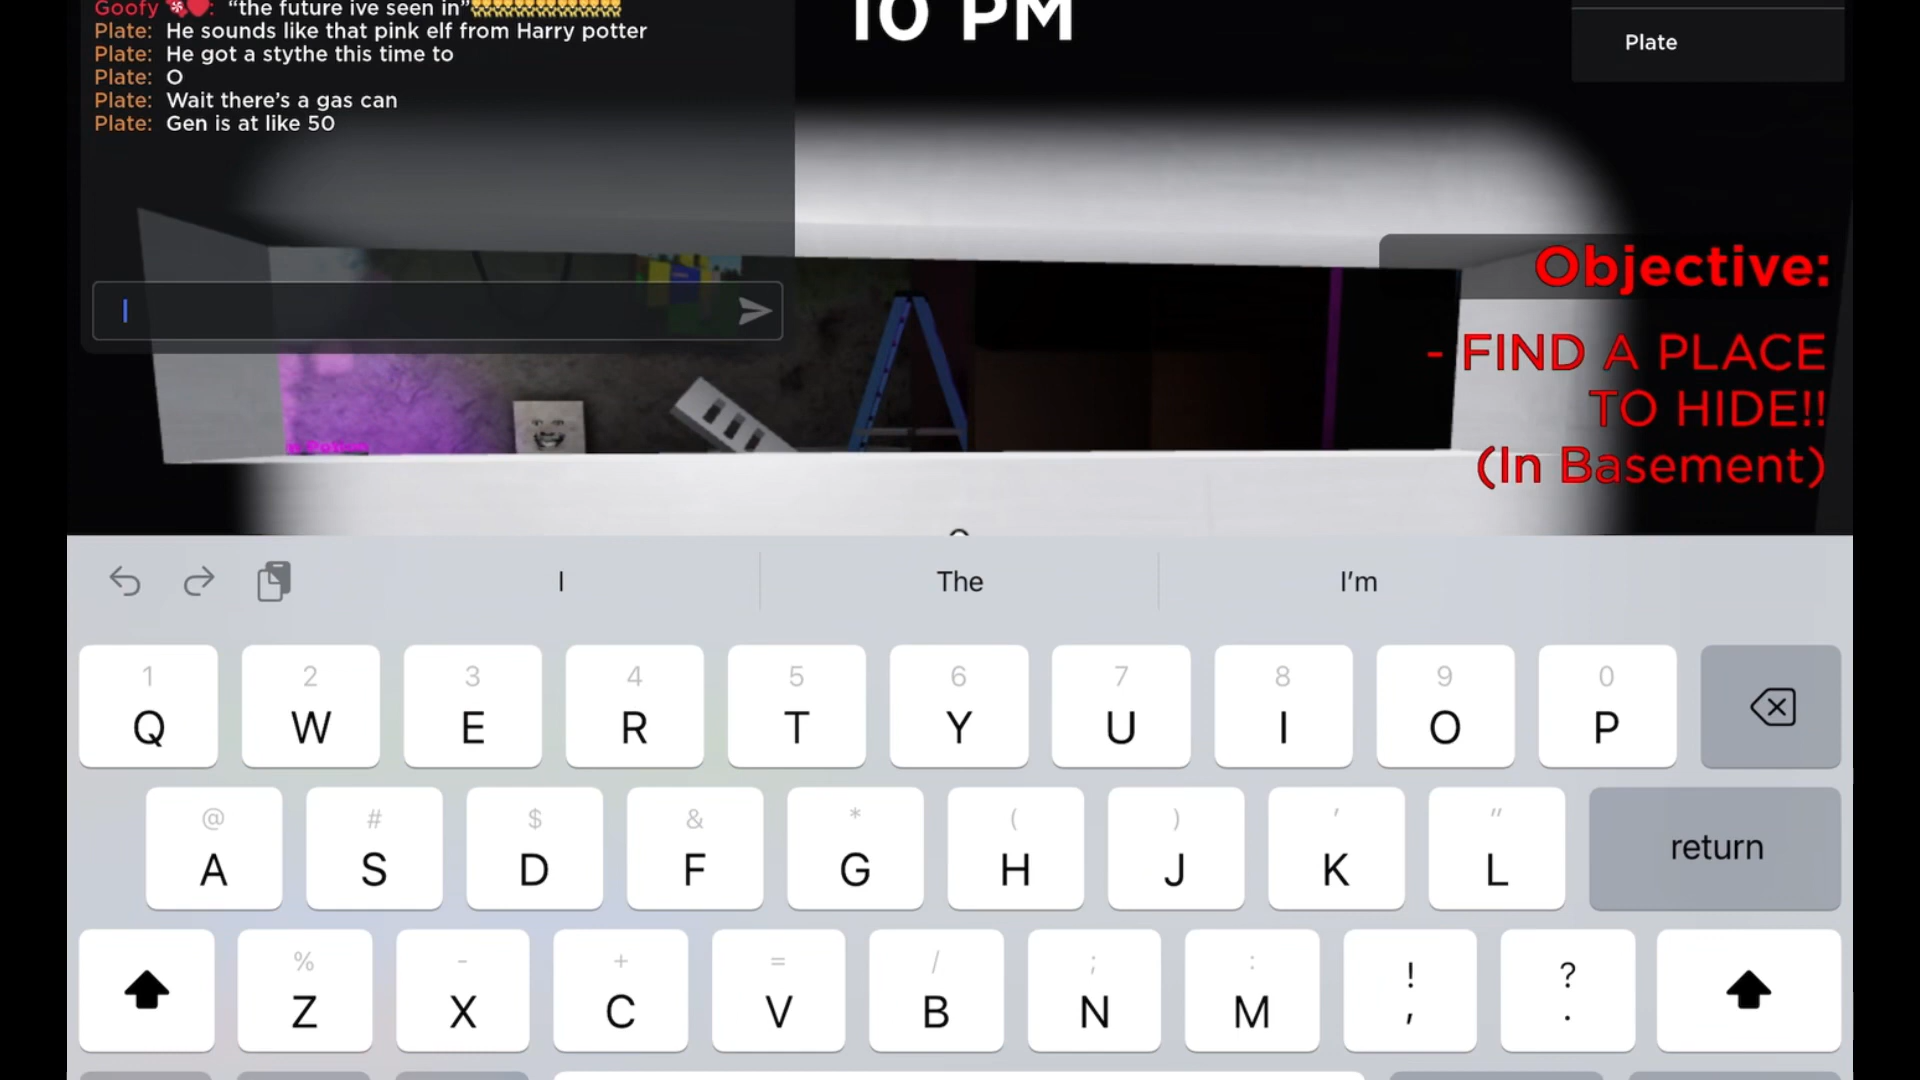 Goofy: “the future ive seen in”
Plate: He sounds like that pink elf from Harry potter
Plate: He got a stythe this time to
Plate: O
Plate: Wait there’s a gas can
Plate: Gen is at like 50
10 PM
Plate
Objective:
- FIND A PLACE
TO HIDE!!
(In Basement)
I The I’m
1 2 3 4 5 6 7 8 9 0
Q W E R T Y U I O P
@ # $ & * ( ) ' "
A S D F G H J K L return
% - + = / ; : ! ?
Z X C V B N M , .